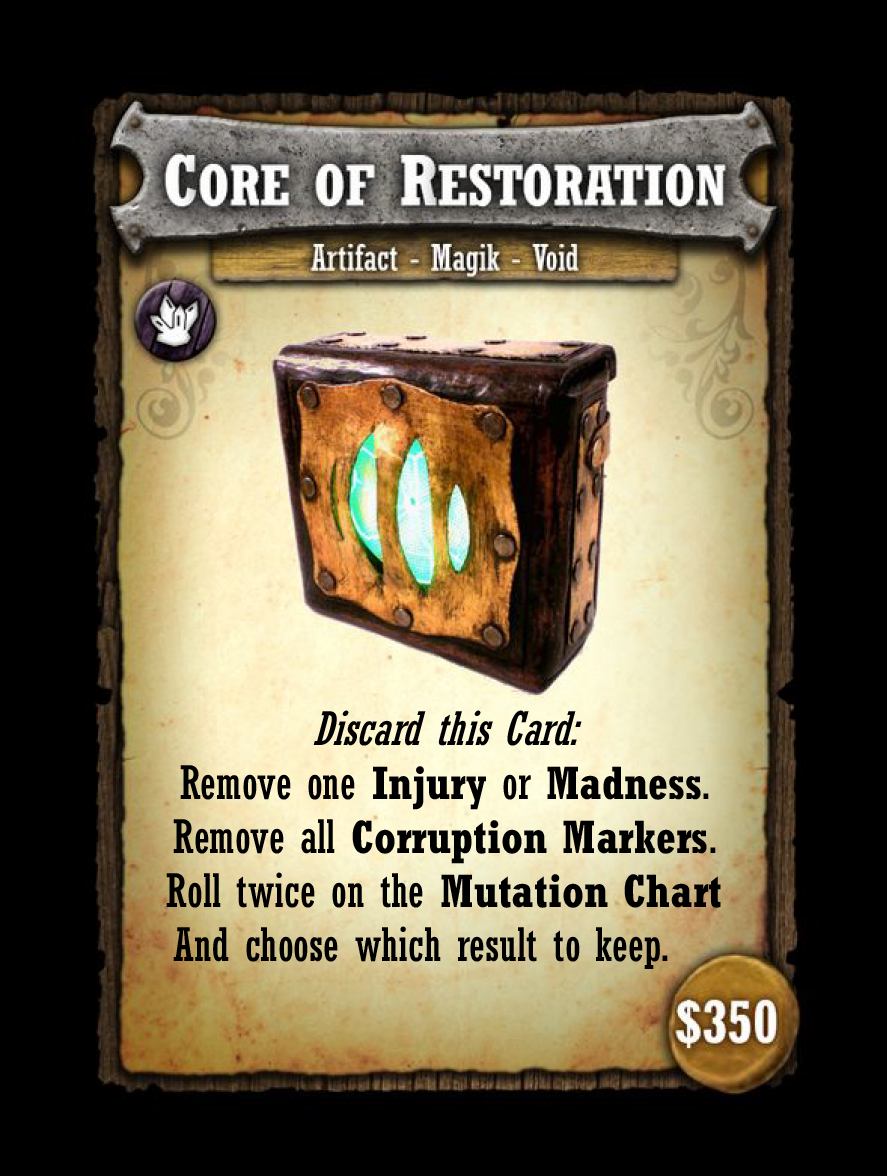 Core of Restoration
Artifact - Magik - Void
Discard this Card:
Remove one Injury or Madness.
Remove all Corruption Markers.
Roll twice on the Mutation Chart
And choose which result to keep.
$350